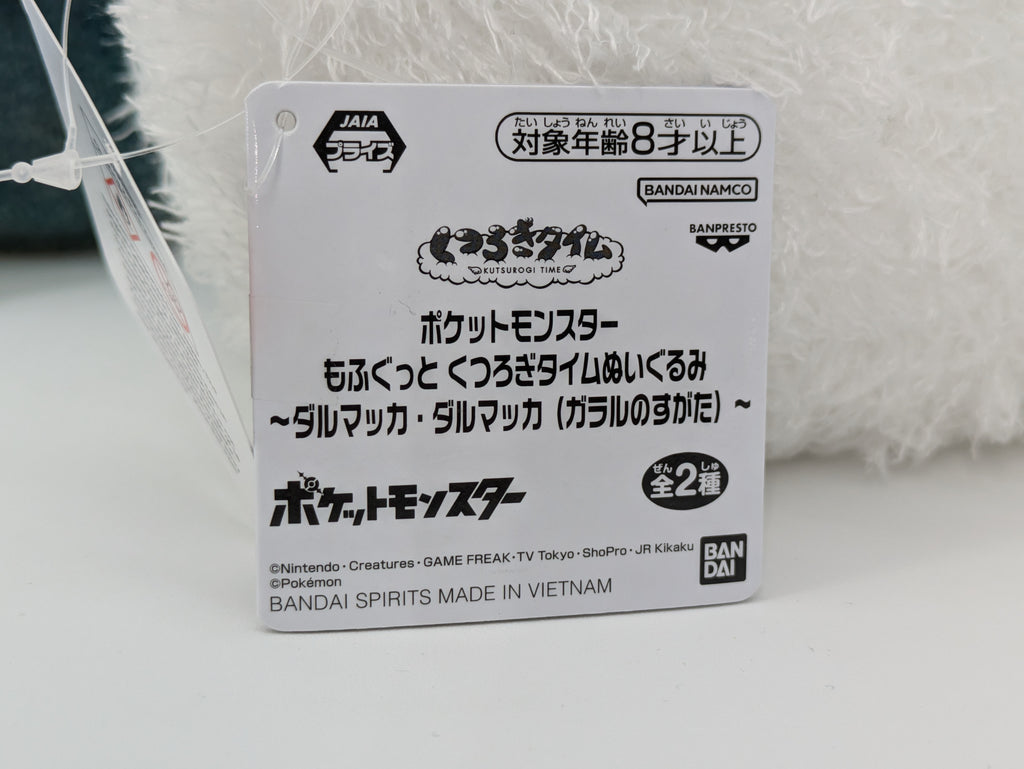 JAIA
プライズ
たいしょうねんれい さいいじょう
対象年齢8才以上
BANDAI NAMCO
BANPRESTO
くつろぎタイム
KUTSUROGI TIME
ポケットモンスター
もふぐっと くつろぎタイムぬいぐるみ
~ダルマッカ・ダルマッカ (ガラルのすがた) ~
ポケットモンスター
ぜん しゅ
全2種
©Nintendo・Creatures・GAME FREAK・TV Tokyo・ShoPro・JR Kikaku
©Pokémon
BANDAI SPIRITS MADE IN VIETNAM
BAN
DAI